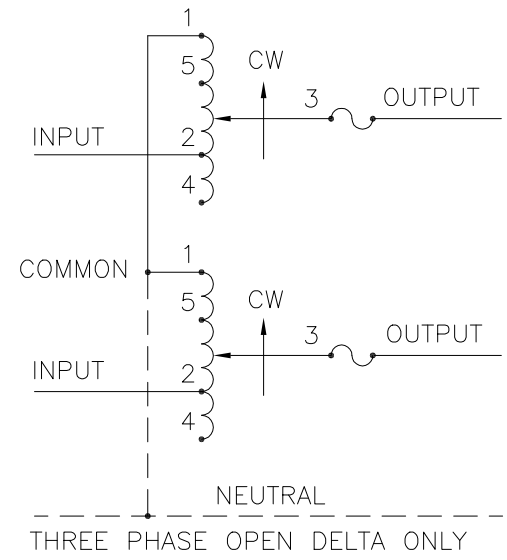 1
5
CW
3
OUTPUT
INPUT
2
4
1
COMMON
5
CW
3
OUTPUT
INPUT
2
4
NEUTRAL
THREE PHASE OPEN DELTA ONLY